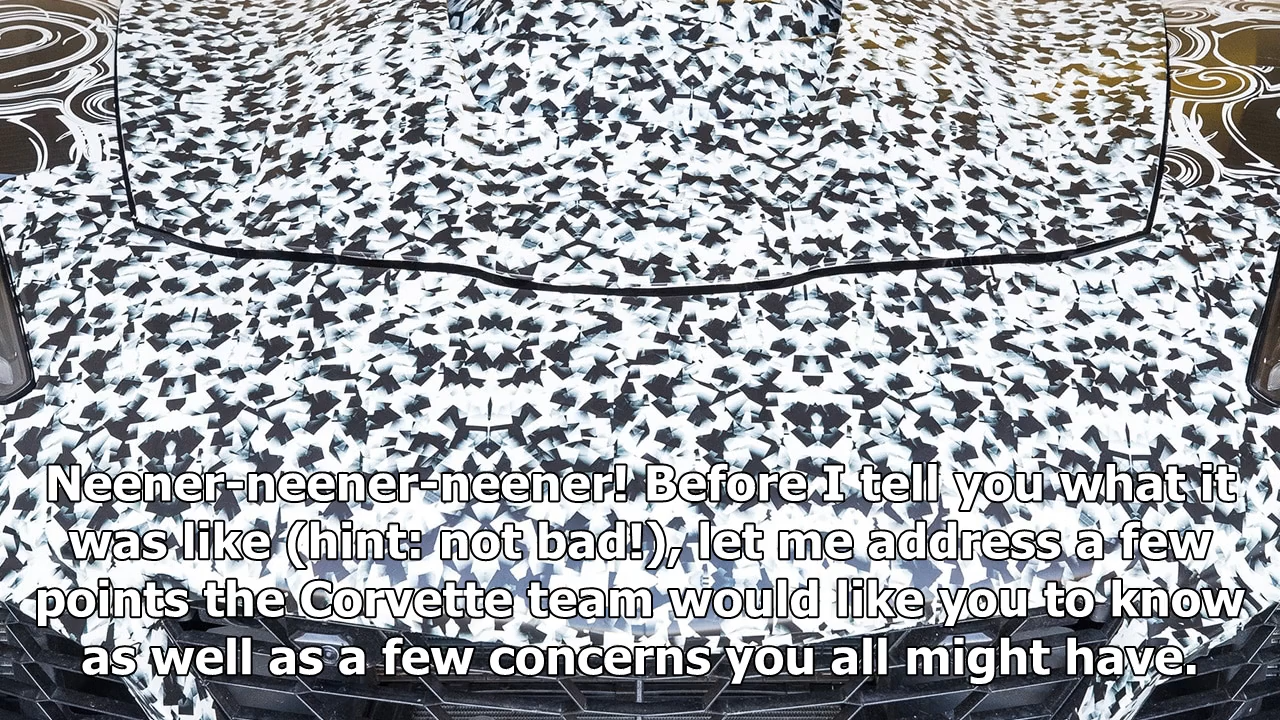 Neener-neener-neener! Before I tell you what it
was like (hint: not bad!), let me address a few
points the Corvette team would like you to know
as well as a few concerns you all might have.